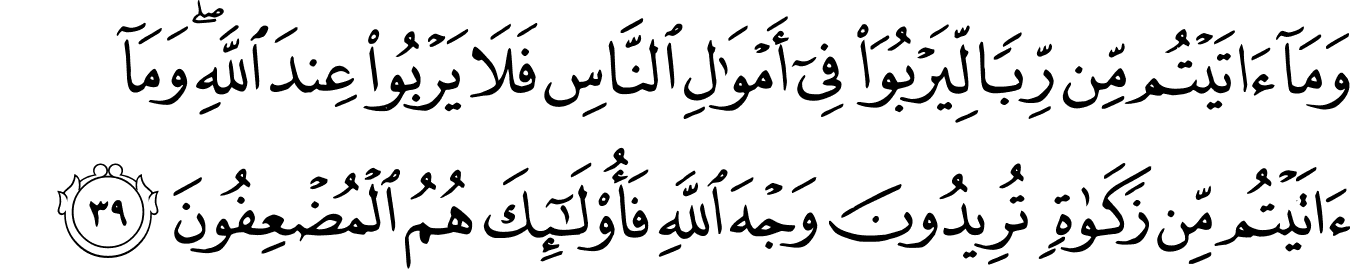 وَمَآ ءَاتَيْتُم مِّن رِّبًا لِّيَرْبُوَا۟ فِىٓ أَمْوَٰلِ ٱلنَّاسِ فَلَا يَرْبُوا۟ عِندَ ٱللَّهِ ۖ وَمَآ
ءَاتَيْتُم مِّن زَكَوٰةٍ تُرِيدُونَ وَجْهَ ٱللَّهِ فَأُو۟لَـٰٓئِكَ هُمُ ٱلْمُضْعِفُونَ ٣٩